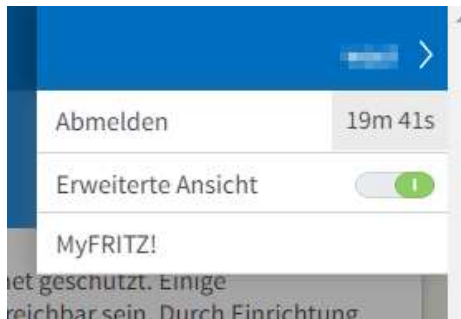 Abmelden 19m 41s
Erweiterte Ansicht
MyFRITZ!
net geschützt. Einige
reichbar sein. Durch Einrichtung